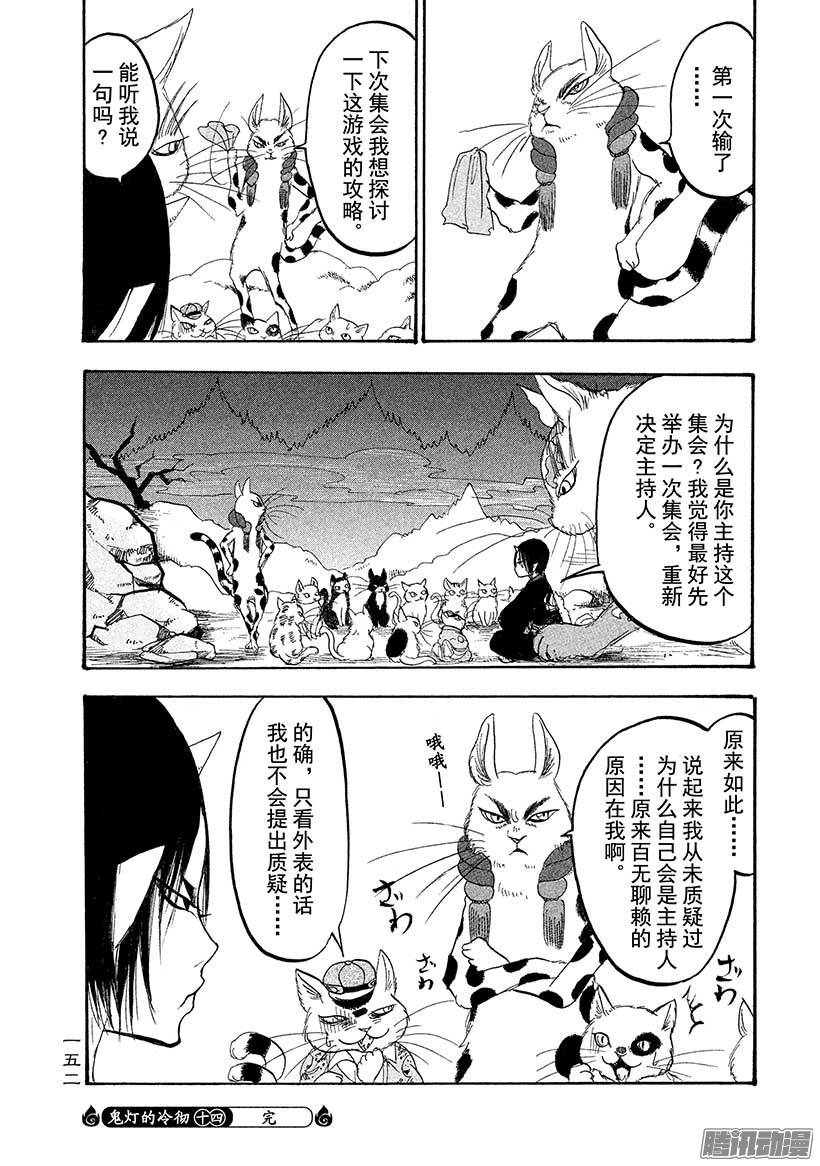 第一次输了
……
下次集会我想探讨
一下这游戏的攻略。
能听我说
一句吗？
为什么是你主持这个
集会？我觉得最好先
举办一次集会，重新
决定主持人。
原来如此……
说起来我从未质疑过
为什么自己会是主持人
……原来百无聊赖的
原因在我啊。
哦哦——
ざわ
ざわ
ざわ
的确，只看外表的话
我也不会提出质疑……
一五二
鬼灯的冷彻 十四 完
腾讯动漫